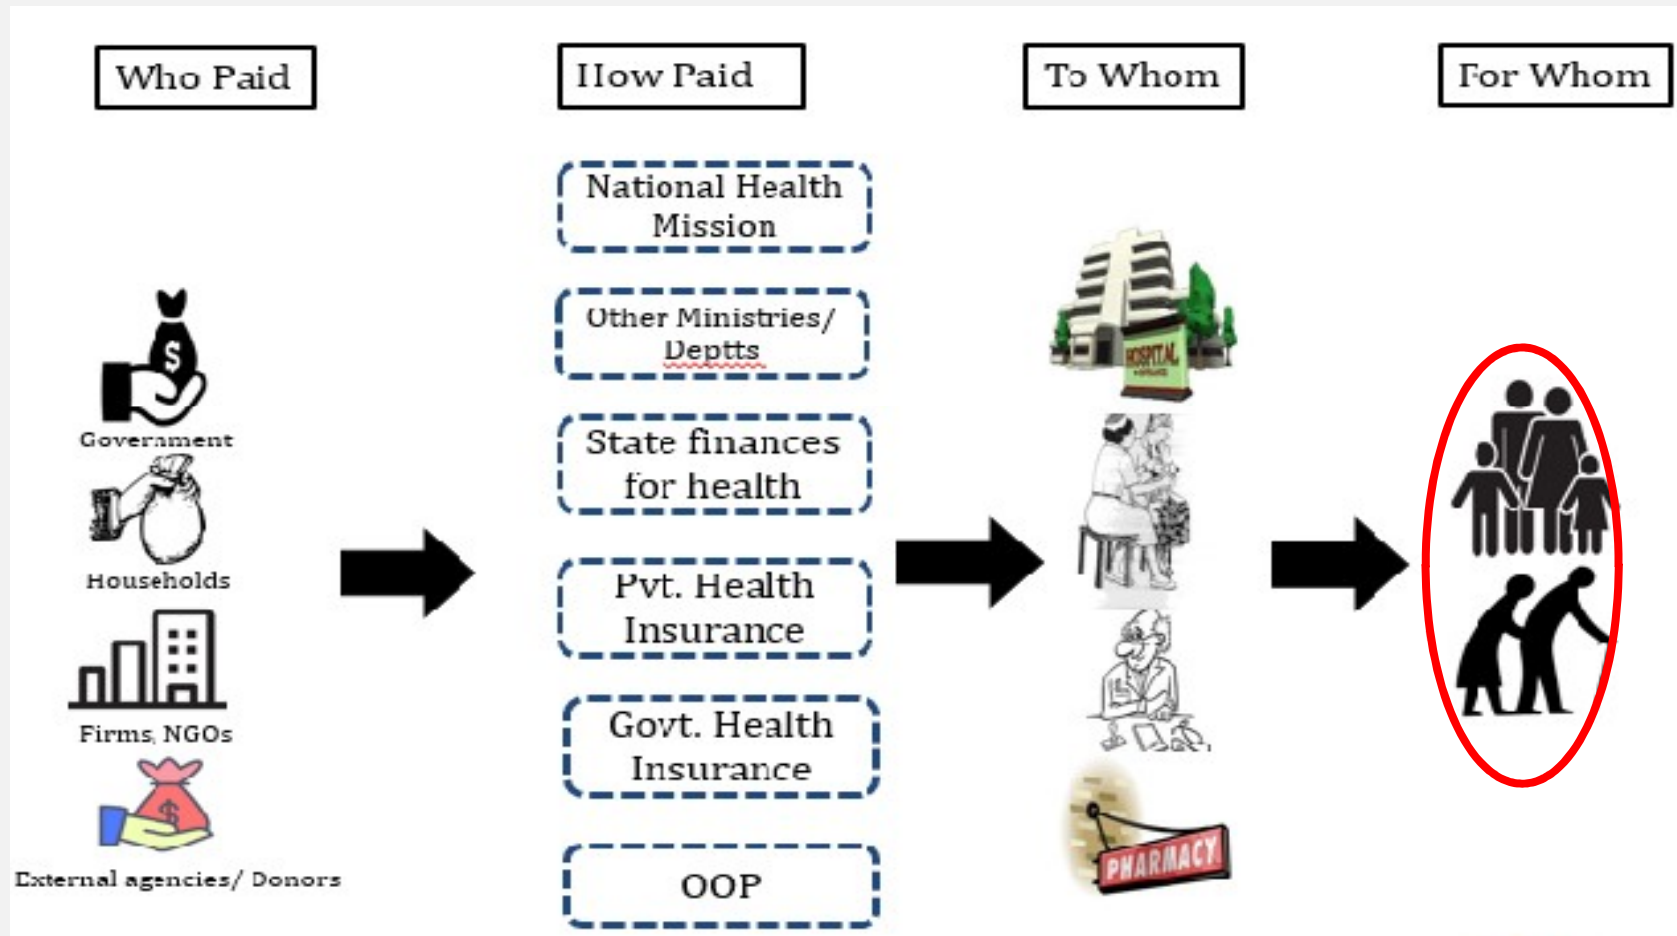 Who Paid
How Paid
To Whom
For Whom
Government
Households
Firms, NGOs
External agencies/ Donors
National Health
Mission
Other Ministries/
Deptts
State finances
for health
Pvt. Health
Insurance
Govt. Health
Insurance
OOP
HOSPITAL
PHARMACY